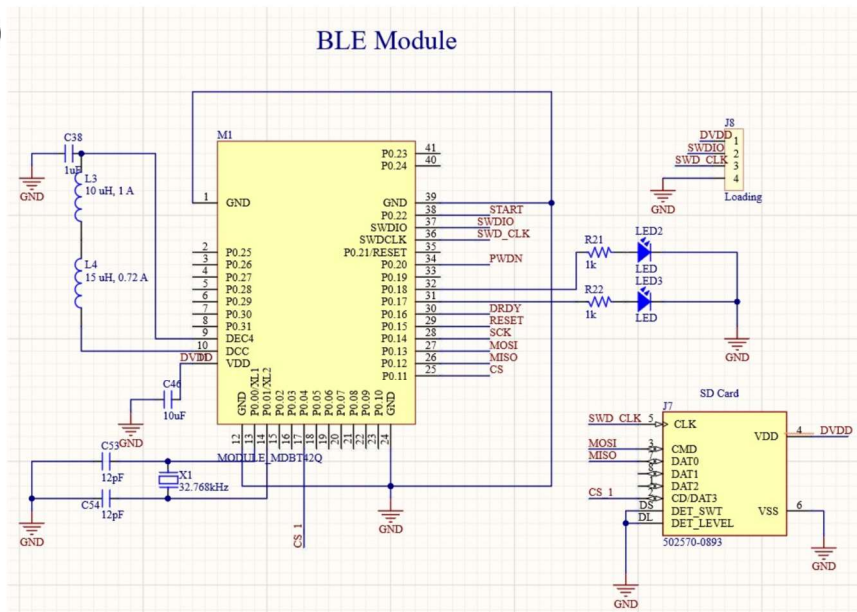 BLE Module
C38
1uF
GND
L3
10 uH, 1 A
L4
15 uH, 0.72 A
M1
1 GND
2 P0.25
3 P0.26
4 P0.27
5 P0.28
6 P0.29
7 P0.30
8 P0.31
9 DEC4
10 DCC
DVDD VDD
41 P0.23
40 P0.24
39 GND
38 P0.22 START
37 SWDIO SWDIO
36 SWDCLK SWD_CLK
35 P0.21/RESET
34 P0.20 PWDN
33 P0.19
32 P0.18
31 P0.17
30 P0.16 DRDY
29 P0.15 RESET
28 P0.14 SCK
27 P0.13 MOSI
26 P0.12 MISO
25 P0.11 CS
GND
P0.00/XL1
P0.01/XL2
P0.02
P0.03
P0.04
P0.05
P0.06
P0.07
P0.08
P0.09
P0.10
GND
12
13
14
15
16
17
18
19
20
21
22
23
24
MODULE_MDBT42Q
C46
10uF
GND
C53
12pF
C54
12pF
X1
32.768kHz
GND
CS_1
GND
R21
1k
LED2
LED
R22
1k
LED3
LED
GND
J8
DVDD 1
SWDIO 2
SWD_CLK 3
4
GND
Loading
SD Card
J7
SWD_CLK 5 CLK
MOSI 3 CMD
MISO 7 DAT0
8 DAT1
DAT2
CS_1 CD/DAT3
DS DET_SWT
DL DET_LEVEL
VDD 4 DVDD
VSS 6
502570-0893
GND
GND